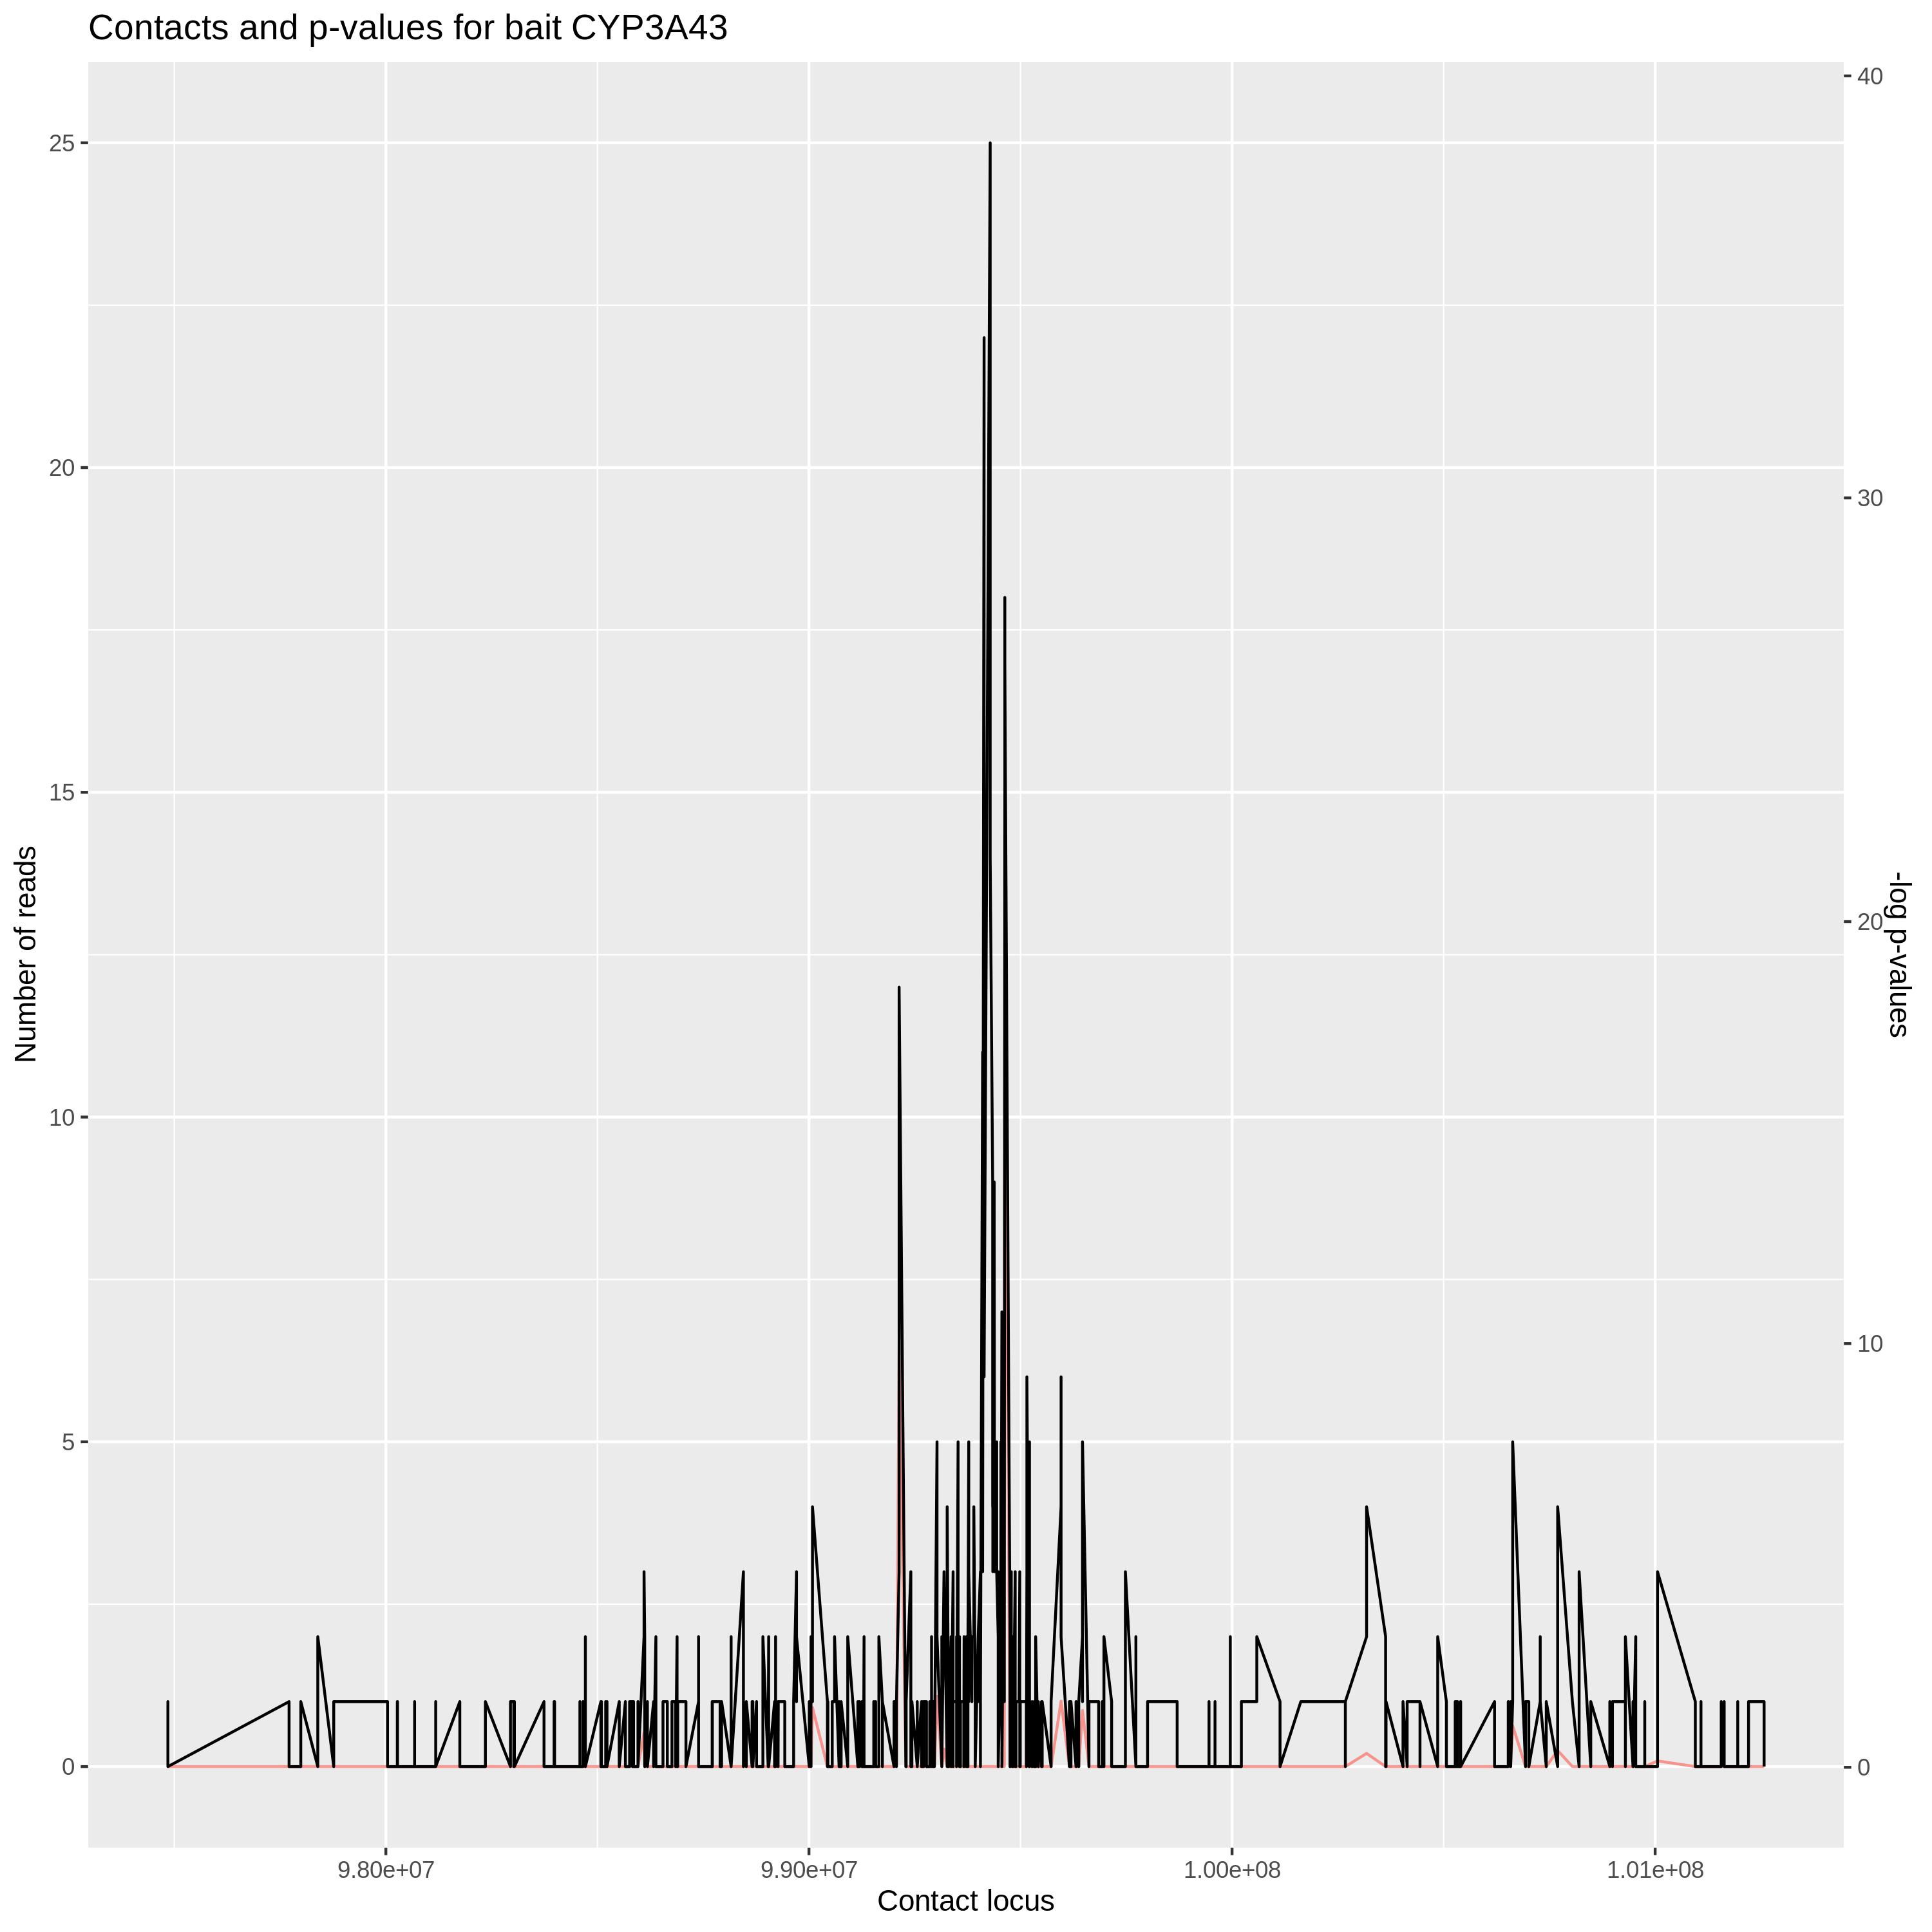 Contacts and p-values for bait CYP3A43
40
25
30
20
15
20
10
10
5
0
0
Number of reads
-log p-values
9.80e+07 9.90e+07 1.00e+08 1.01e+08
Contact locus